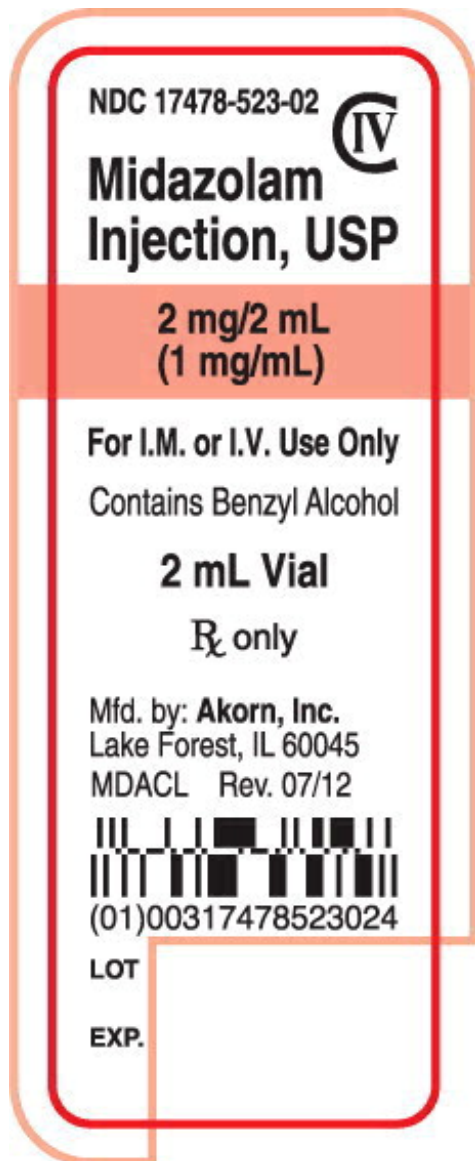 NDC 17478-523-02
CIV
Midazolam
Injection, USP
2 mg/2 mL
(1 mg/mL)
For I.M. or I.V. Use Only
Contains Benzyl Alcohol
2 mL Vial
℞ only
Mfd. by: Akorn, Inc.
Lake Forest, IL 60045
MDACL Rev. 07/12
(01)00317478523024
LOT
EXP.